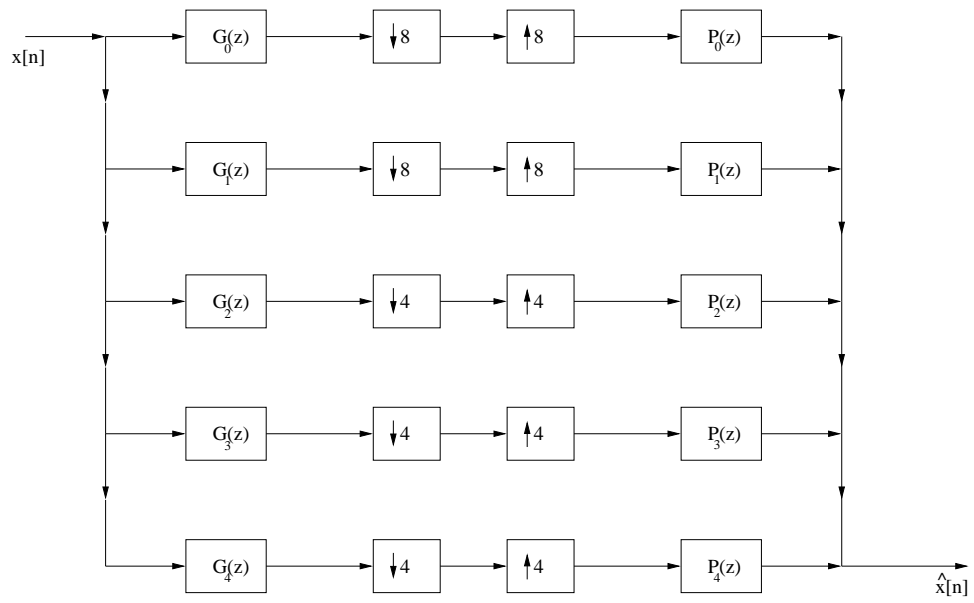 G₀(z) ↓8 ↑8 P₀(z)
x[n]
G₁(z) ↓8 ↑8 P₁(z)
G₂(z) ↓4 ↑4 P₂(z)
G₃(z) ↓4 ↑4 P₃(z)
G₄(z) ↓4 ↑4 P₄(z)
x̂[n]